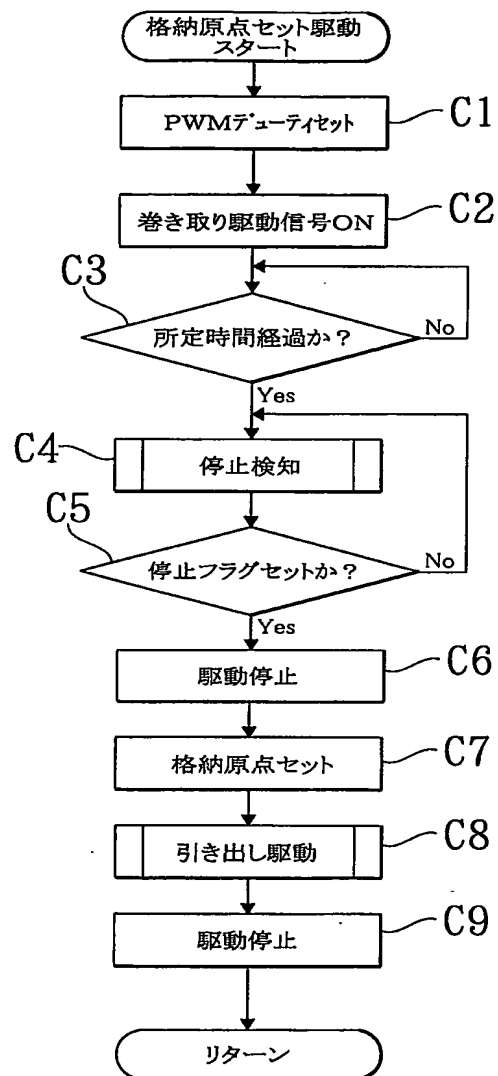 格納原点セット駆動
スタート
PWMデューティセット
C1
巻き取り駆動信号ON
C2
C3
所定時間経過か？
No
Yes
C4
停止検知
C5
停止フラグセットか？
No
Yes
駆動停止
C6
格納原点セット
C7
引き出し駆動
C8
駆動停止
C9
リターン